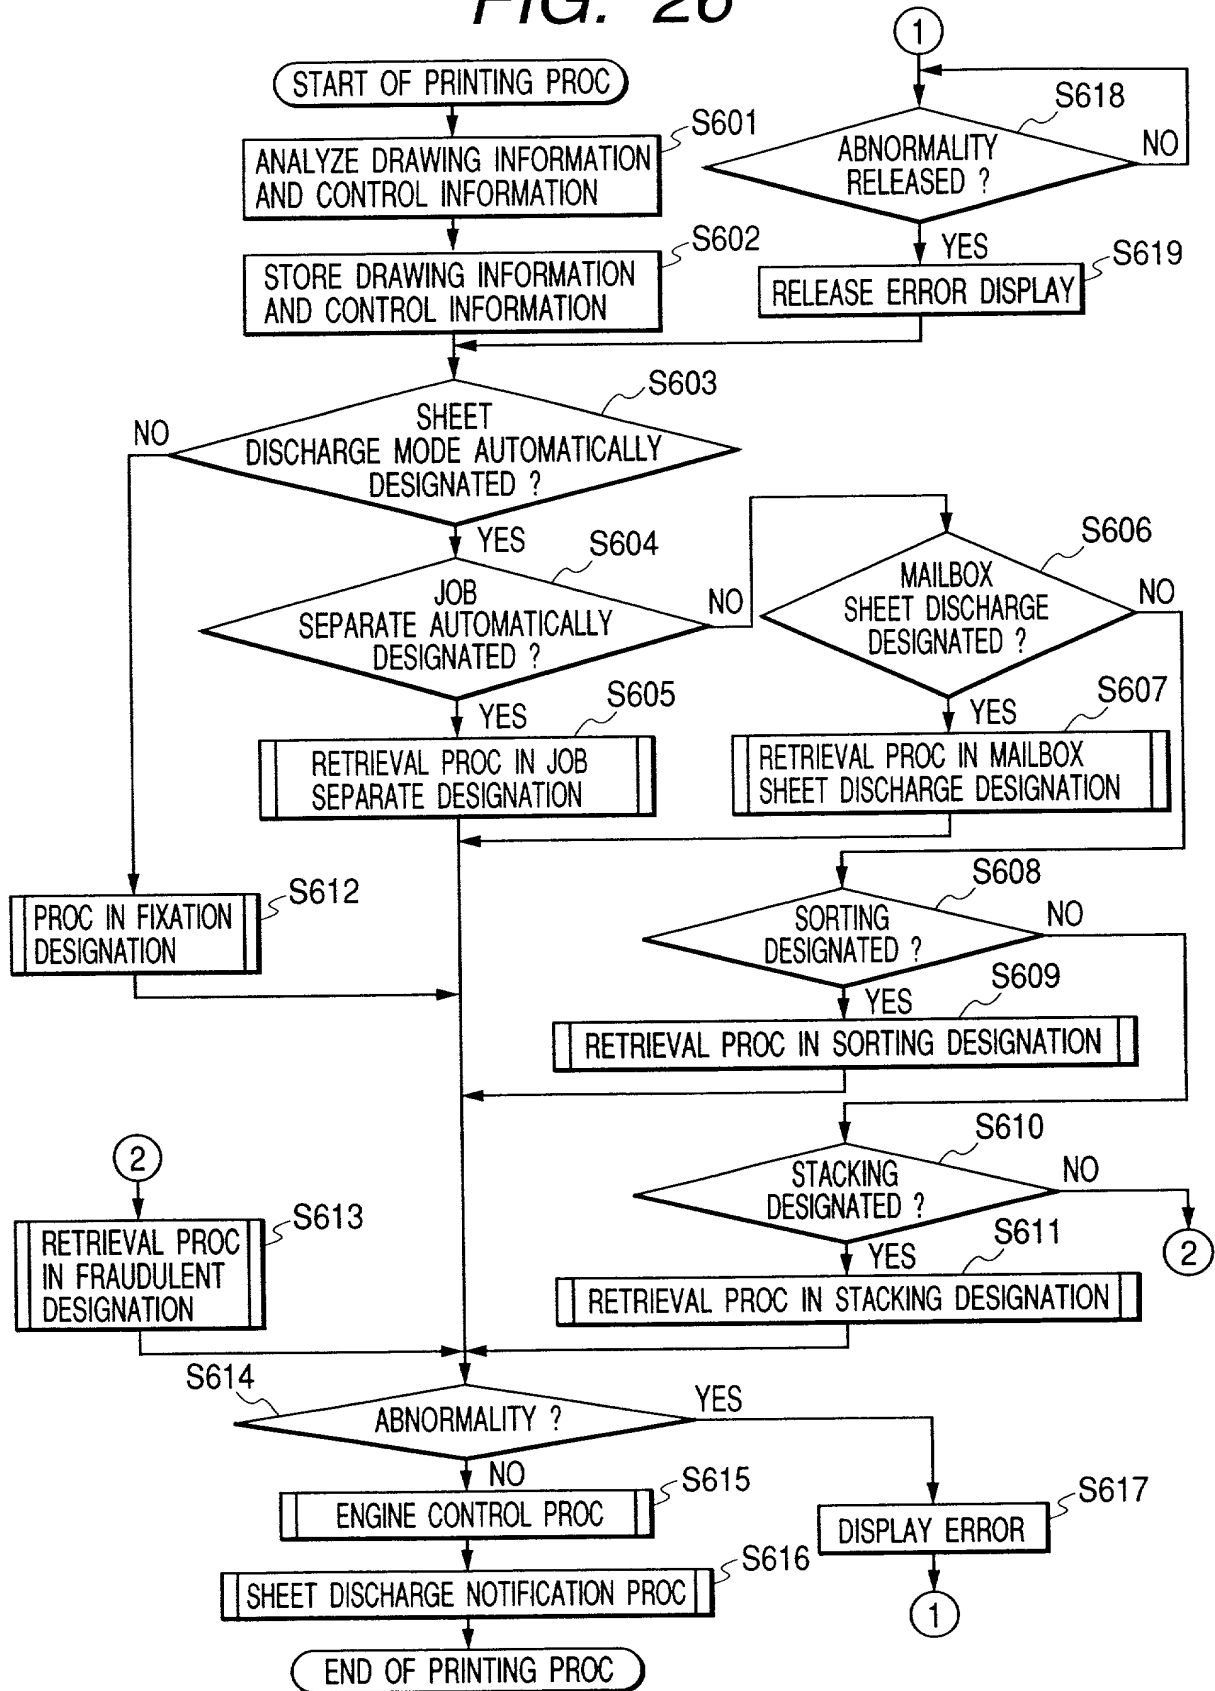 FIG. 26
1
START OF PRINTING PROC
S601
ANALYZE DRAWING INFORMATION
AND CONTROL INFORMATION
S602
STORE DRAWING INFORMATION
AND CONTROL INFORMATION
S618
ABNORMALITY
RELEASED ?
NO
YES
S619
RELEASE ERROR DISPLAY
S603
SHEET
DISCHARGE MODE AUTOMATICALLY
DESIGNATED ?
NO
YES
S604
JOB
SEPARATE AUTOMATICALLY
DESIGNATED ?
NO
YES
S605
RETRIEVAL PROC IN JOB
SEPARATE DESIGNATION
S606
MAILBOX
SHEET DISCHARGE
DESIGNATED ?
NO
YES
S607
RETRIEVAL PROC IN MAILBOX
SHEET DISCHARGE DESIGNATION
S612
PROC IN FIXATION
DESIGNATION
S608
SORTING
DESIGNATED ?
NO
YES
S609
RETRIEVAL PROC IN SORTING DESIGNATION
S610
STACKING
DESIGNATED ?
NO
2
YES
S611
RETRIEVAL PROC IN STACKING DESIGNATION
2
S613
RETRIEVAL PROC
IN FRAUDULENT
DESIGNATION
S614
ABNORMALITY ?
YES
NO
S615
ENGINE CONTROL PROC
S616
SHEET DISCHARGE NOTIFICATION PROC
S617
DISPLAY ERROR
1
END OF PRINTING PROC